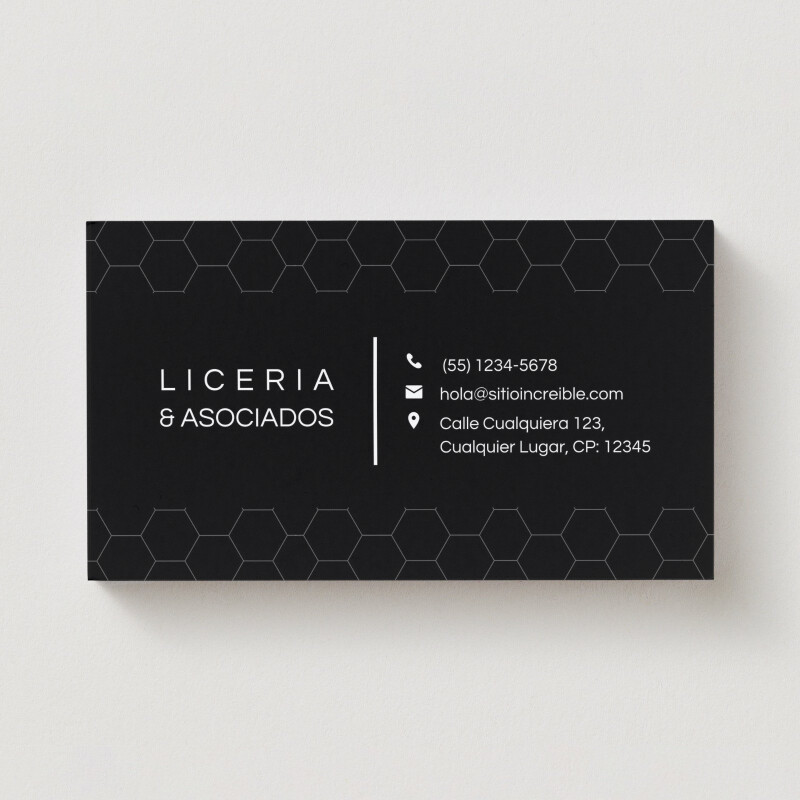 LICERIA
& ASOCIADOS
(55) 1234-5678
hola@sitioincreible.com
Calle Cualquiera 123,
Cualquier Lugar, CP: 12345